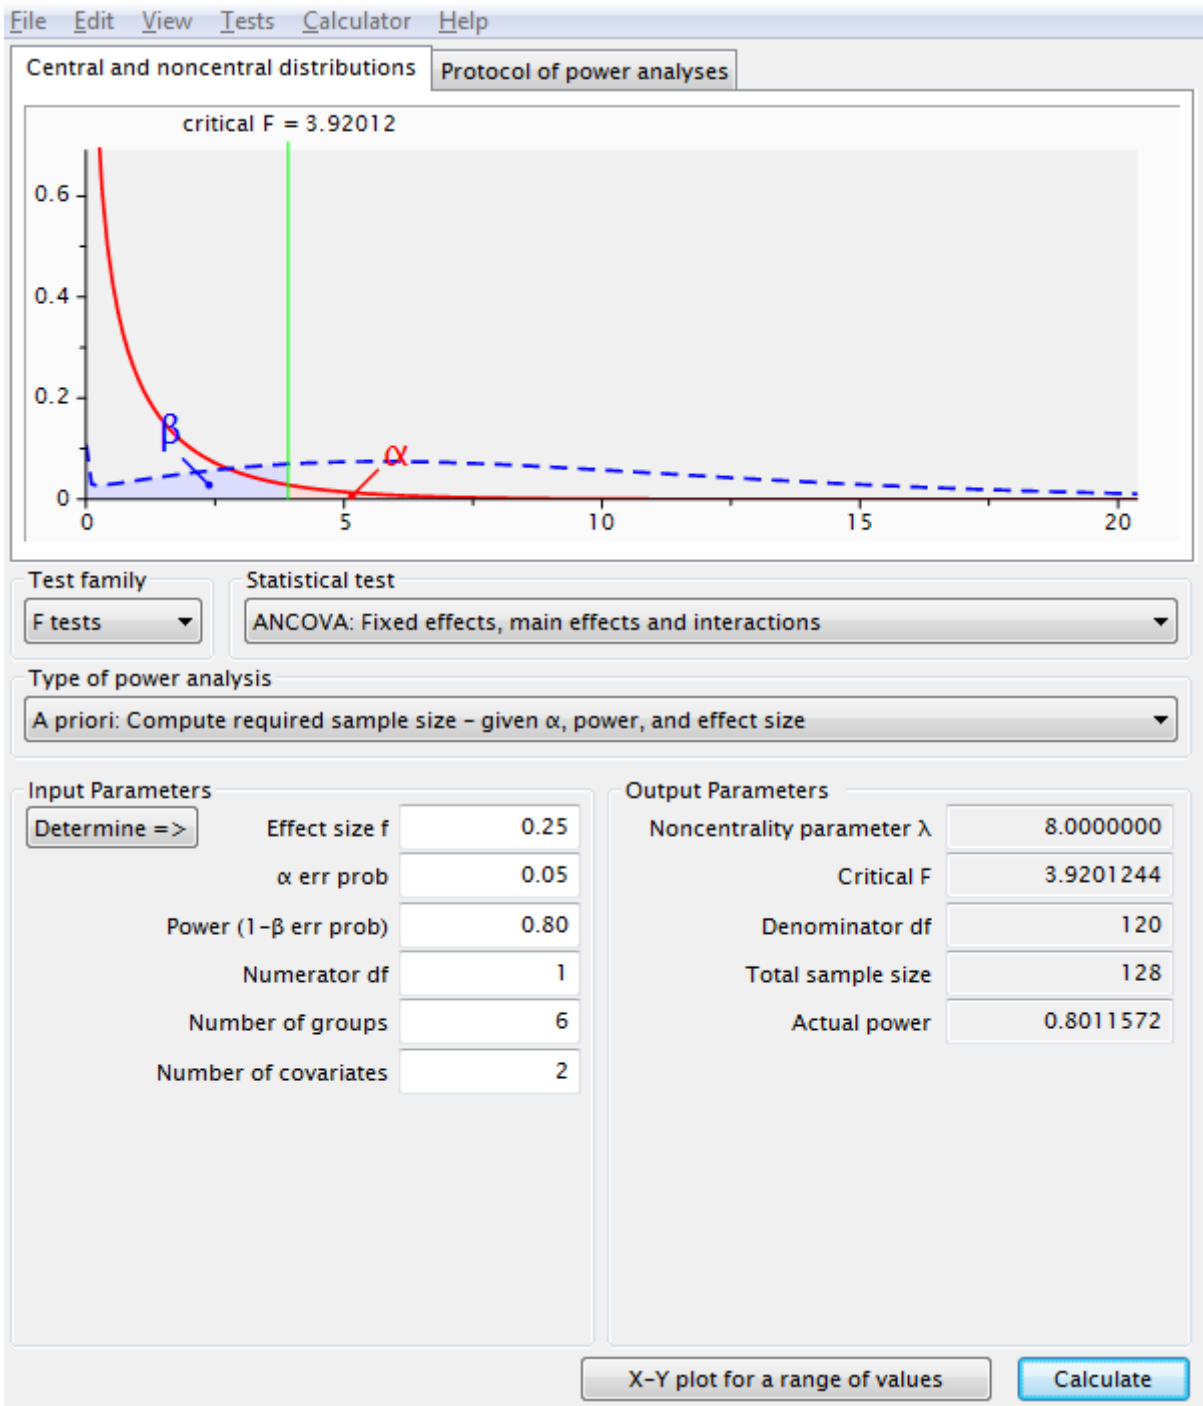 File Edit View Tests Calculator Help
Central and noncentral distributions Protocol of power analyses
critical F = 3.92012
0.6
0.4
0.2
β
α
0
0 5 10 15 20
Test family Statistical test
F tests ANCOVA: Fixed effects, main effects and interactions
Type of power analysis
A priori: Compute required sample size – given α, power, and effect size
Input Parameters Output Parameters
Determine => Effect size f 0.25 Noncentrality parameter λ 8.0000000
α err prob 0.05 Critical F 3.9201244
Power (1–β err prob) 0.80 Denominator df 120
Numerator df 1 Total sample size 128
Number of groups 6 Actual power 0.8011572
Number of covariates 2
X–Y plot for a range of values Calculate